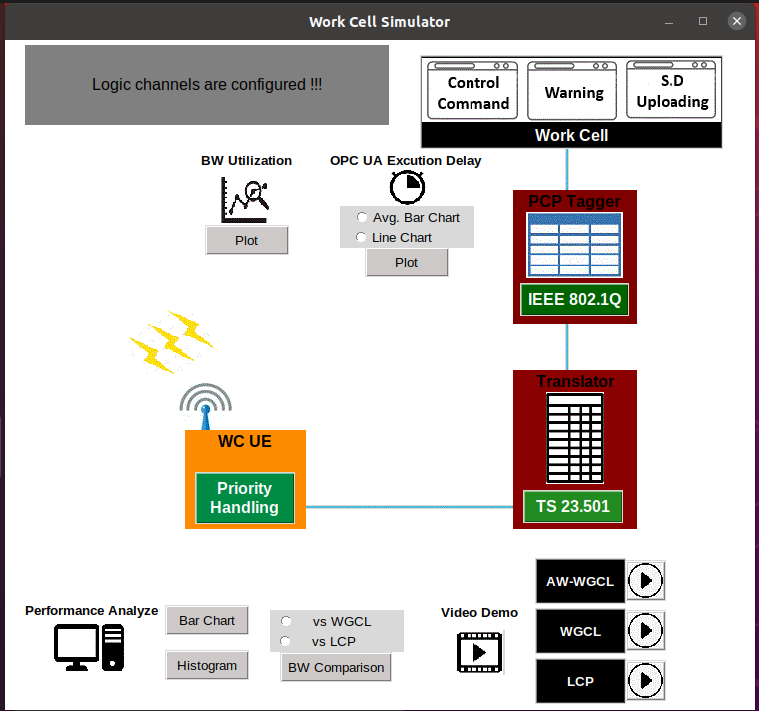 Work Cell Simulator
Logic channels are configured !!!
Control
Command
Warning
S.D
Uploading
Work Cell
BW Utilization
Plot
OPC UA Excution Delay
Avg. Bar Chart
Line Chart
Plot
PCP Tagger
IEEE 802.1Q
Translator
TS 23.501
WC UE
Priority
Handling
Performance Analyze
Bar Chart
Histogram
vs WGCL
vs LCP
BW Comparison
Video Demo
AW-WGCL
WGCL
LCP